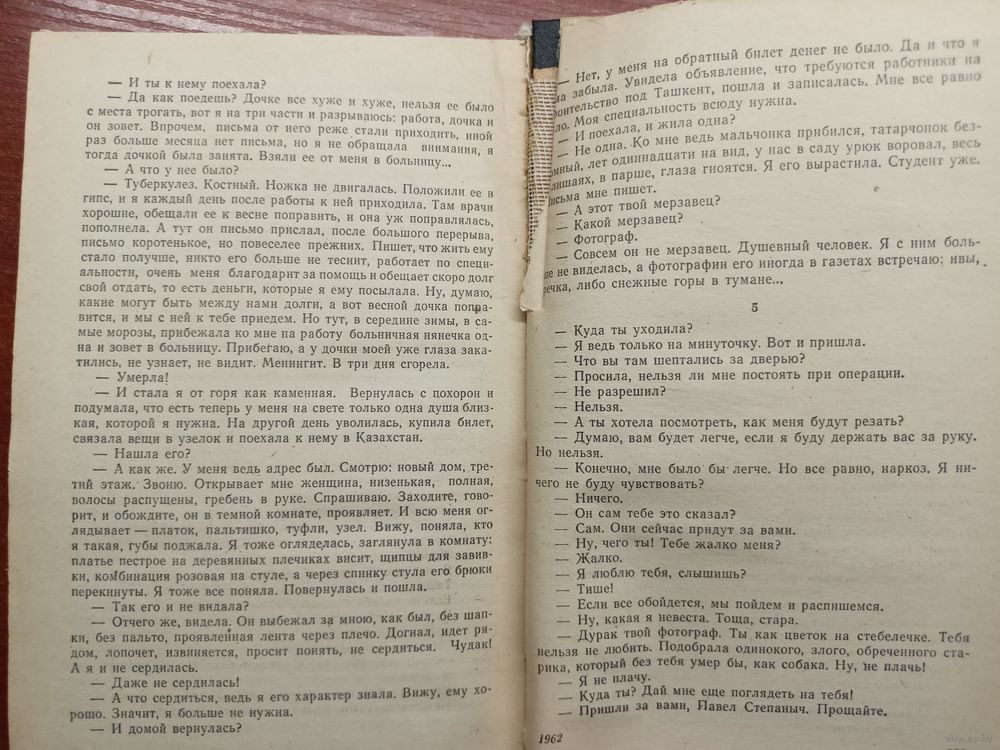 — И ты к нему поехала?
— Да как поедешь? Дочке все хуже и хуже, нельзя ее было
с места трогать, вот я на три части и разрываюсь: работа, дочка и
он зовет. Впрочем, письма от него реже стали приходить, иной
раз больше месяца нет письма, но я не обращала внимания, я
тогда дочкой была занята. Взяли ее от меня в больницу...
— А что у нее было?
— Туберкулез. Костный. Ножка не двигалась. Положили ее в
гипс, и я каждый день после работы к ней приходила. Там врачи
хорошие, обещали ее к весне поправить, и она уж поправлялась,
пополнела. А тут он письмо прислал, после большого перерыва,
письмо коротенькое, но повеселее прежних. Пишет, что жить ему
стало получше, никто его больше не теснит, работает по специ-
альности, очень меня благодарит за помощь и обещает скоро долг
свой отдать, то есть деньги, которые я ему посылала. Ну, думаю,
какие могут быть между нами долги, а вот весной дочка попра-
вится, и мы с ней к тебе приедем. Но тут, в середине зимы, в са-
мые морозы, прибежала ко мне на работу больничная нянечка од-
на и зовет в больницу. Прибегаю, а у дочки моей уже глаза зака-
тились, не узнает, не видит. Менингит. В три дня сгорела.
— Умерла!
— И стала я от горя как каменная. Вернулась с похорон и
подумала, что есть теперь у меня на свете только одна душа близ-
кая, которой я нужна. На другой день уволилась, купила билет,
связала вещи в узелок и поехала к нему в Казахстан.
— Нашла его?
— А как же. У меня ведь адрес был. Смотрю: новый дом, тре-
тий этаж. Звоню. Открывает мне женщина, низенькая, полная,
волосы распущены, гребень в руке. Спрашиваю. Заходите, гово-
рит, и обождите, он в темной комнате, проявляет. И всю меня ог-
лядывает — платок, пальтишко, туфли, узел. Вижу, поняла, кто
я такая, губы поджала. Я тоже огляделась, заглянула в комнату:
платье пестрое на деревянных плечиках висит, щипцы для завив-
ки, комбинация розовая на стуле, а через спинку стула его брюки
перекинуты. Я тоже все поняла. Повернулась и пошла.
— Так его и не видала?
— Отчего же, видела. Он выбежал за мною, как был, без шап-
ки, без пальто, проявленная лента через плечо. Догнал, идет ря-
дом, лопочет, извиняется, просит понять, не сердиться. Чудак!
А я и не сердилась.
— Даже не сердилась!
— А что сердиться, ведь я его характер знала. Вижу, ему хо-
рошо. Значит, я больше не нужна.
— И домой вернулась?
— Нет, у меня на обратный билет денег не было. Да и что я
ла забыла. Увидела объявление, что требуются работники на
роительство под Ташкент, пошла и записалась. Мне все равно
ло. Моя специальность всюду нужна.
— И поехала, и жила одна?
— Не одна. Ко мне ведь мальчонка прибился, татарчонок без-
мный, лет одиннадцати на вид, у нас в саду урюк воровал, весь
лишаях, в парше, глаза гноятся. Я его вырастила. Студент уже.
исьма мне пишет.
— А этот твой мерзавец?
— Какой мерзавец?
— Фотограф.
— Совсем он не мерзавец. Душевный человек. Я с ним боль-
ше не виделась, а фотографии его иногда в газетах встречаю: ивы,
речка, либо снежные горы в тумане...
5
— Куда ты уходила?
— Я ведь только на минуточку. Вот и пришла.
— Что вы там шептались за дверью?
— Просила, нельзя ли мне постоять при операции.
— Не разрешил?
— Нельзя.
— А ты хотела посмотреть, как меня будут резать?
— Думаю, вам будет легче, если я буду держать вас за руку.
Но нельзя.
— Конечно, мне было бы легче. Но все равно, наркоз. Я ни-
чего не буду чувствовать?
— Ничего.
— Он сам тебе это сказал?
— Сам. Они сейчас придут за вами.
— Ну, чего ты! Тебе жалко меня?
— Жалко.
— Я люблю тебя, слышишь?
— Тише!
— Если все обойдется, мы пойдем и распишемся.
— Ну, какая я невеста. Тоща, стара.
— Дурак твой фотограф. Ты как цветок на стебелечке. Тебя
нельзя не любить. Подобрала одинокого, злого, обреченного ста-
рика, который без тебя умер бы, как собака. Ну, не плачь!
— Я не плачу.
— Куда ты? Дай мне еще поглядеть на тебя!
— Пришли за вами, Павел Степаныч. Прощайте.
1962
ay.by